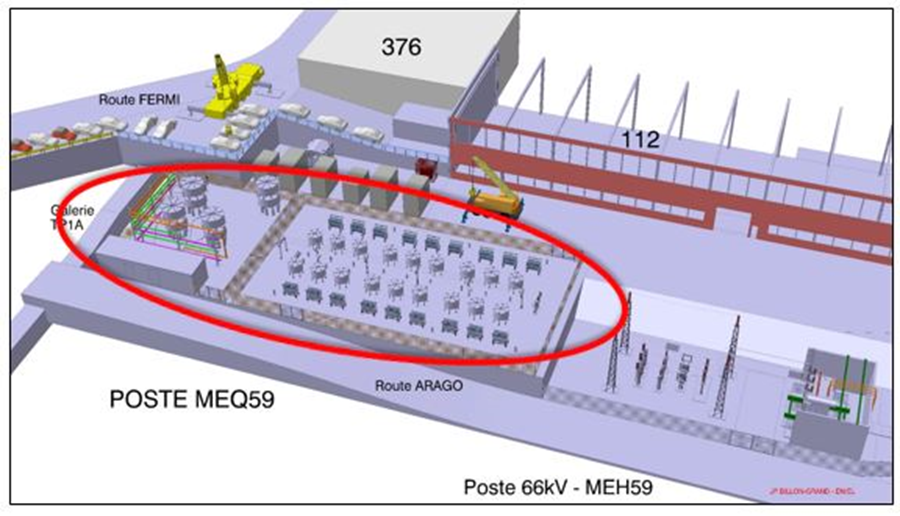 376
Route FERMI
112
Galerie
TP1A
Route ARAGO
POSTE MEQ59
Poste 66kV - MEH59